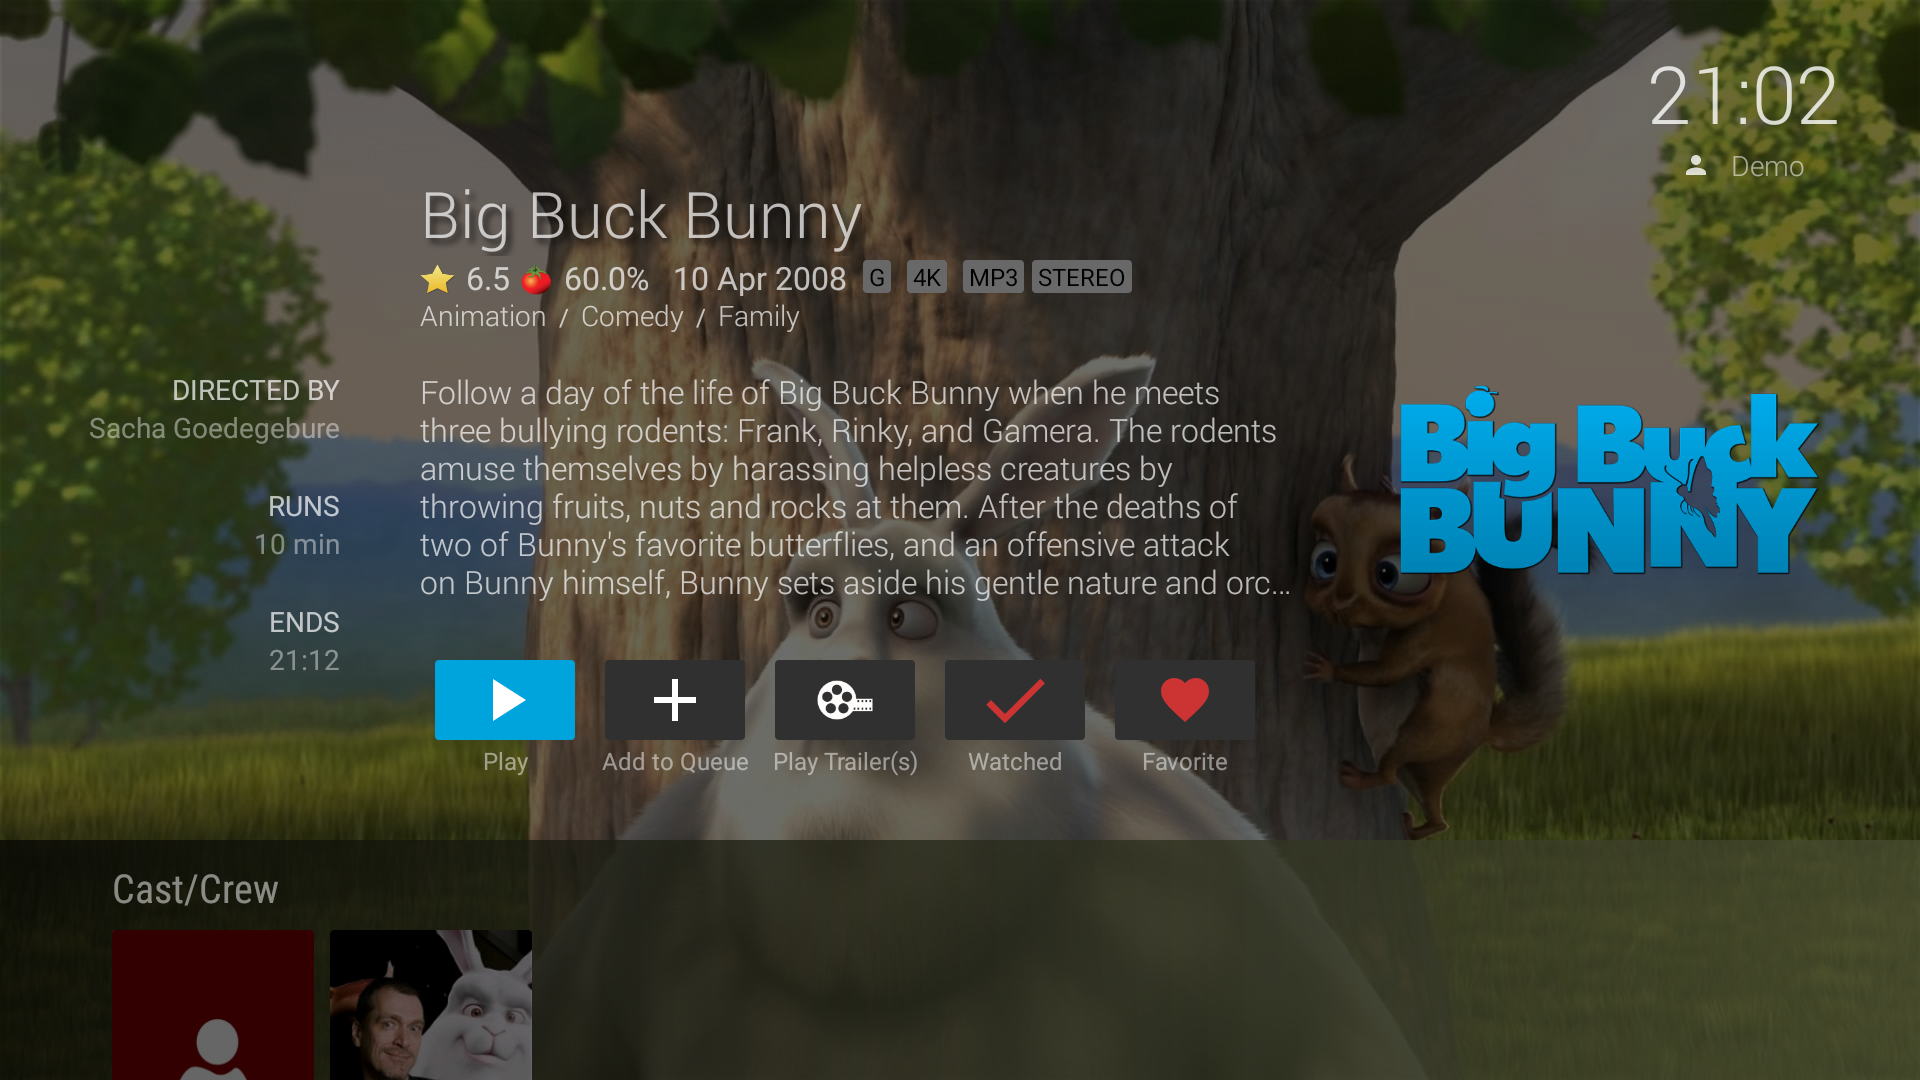 21:02
Demo
Big Buck Bunny
6.5 60.0% 10 Apr 2008 G 4K MP3 STEREO
Animation / Comedy / Family
DIRECTED BY
Sacha Goedegebure
RUNS
10 min
ENDS
21:12
Follow a day of the life of Big Buck Bunny when he meets
three bullying rodents: Frank, Rinky, and Gamera. The rodents
amuse themselves by harassing helpless creatures by
throwing fruits, nuts and rocks at them. After the deaths of
two of Bunny's favorite butterflies, and an offensive attack
on Bunny himself, Bunny sets aside his gentle nature and orc...
Big Buck
BUNNY
Play
Add to Queue
Play Trailer(s)
Watched
Favorite
Cast/Crew